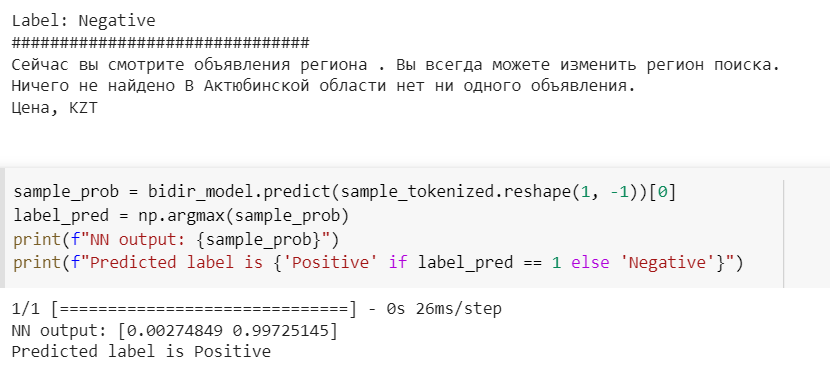 Label: Negative
###############################
Сейчас вы смотрите объявления региона . Вы всегда можете изменить регион поиска.
Ничего не найдено В Актюбинской области нет ни одного объявления.
Цена, KZT
sample_prob = bidir_model.predict(sample_tokenized.reshape(1, -1))[0]
label_pred = np.argmax(sample_prob)
print(f"NN output: {sample_prob}")
print(f"Predicted label is {'Positive' if label_pred == 1 else 'Negative'}")
1/1 [==============================] - 0s 26ms/step
NN output: [0.00274849 0.99725145]
Predicted label is Positive